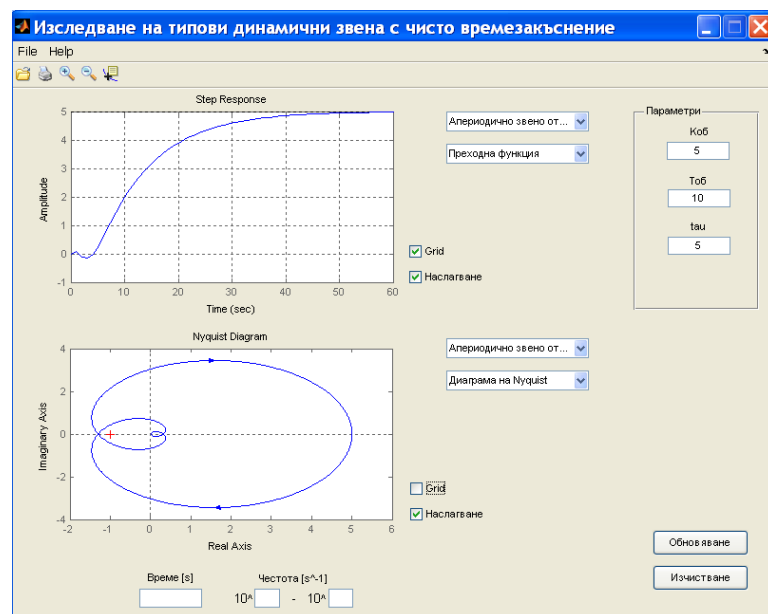 Изследване на типови динамични звена с чисто времезакъснение
File Help
Step Response
Amplitude
5
4
3
2
1
0
-1
0 10 20 30 40 50 60
Time (sec)
Апериодично звено от...
Преходна функция
Grid
Наслагване
Параметри
Коб
5
Тоб
10
tau
5
Nyquist Diagram
Imaginary Axis
4
2
0
-2
-4
-2 -1 0 1 2 3 4 5 6
Real Axis
Апериодично звено от...
Диаграма на Nyquist
Grid
Наслагване
Обновяване
Изчистване
Време [s]
Честота [s^-1]
10^ - 10^